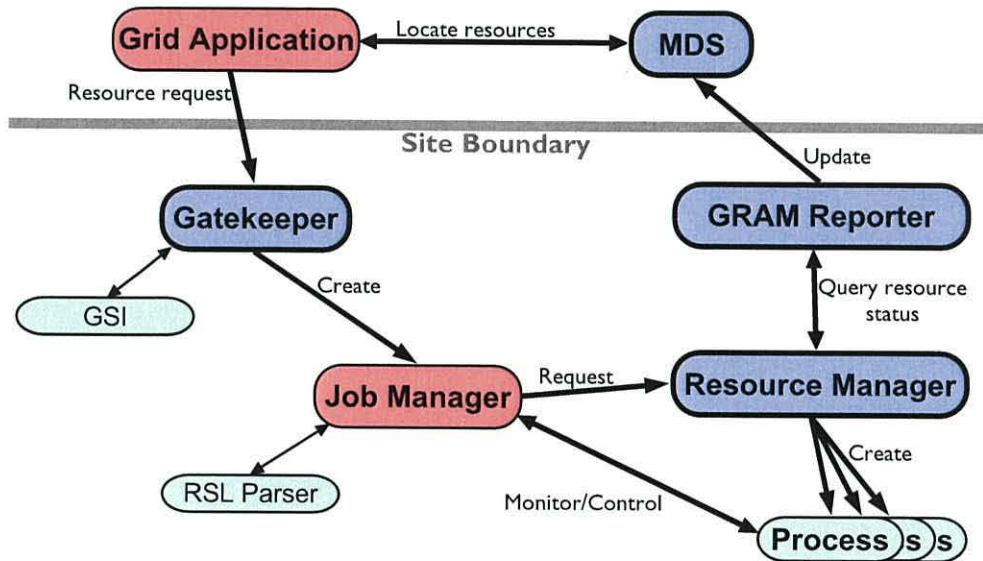 Grid Application
Locate resources
MDS
Resource request
Site Boundary
Update
Gatekeeper
GRAM Reporter
Create
GSI
Query resource
status
Job Manager
Request
Resource Manager
RSL Parser
Create
Monitor/Control
Process s s